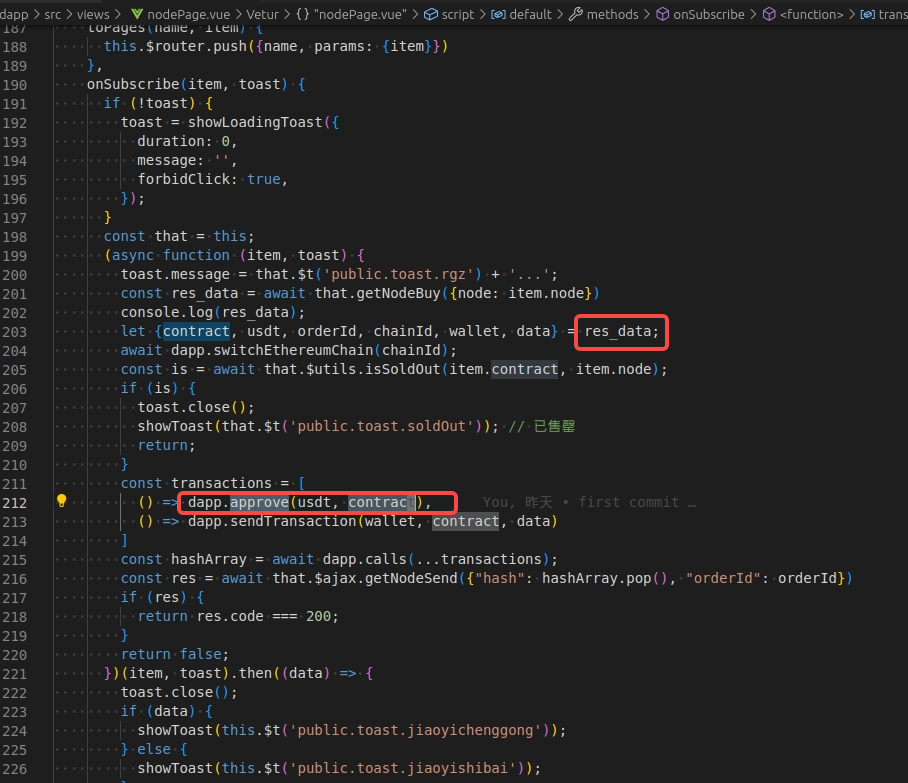 dapp > src > views > nodePage.vue > Vetur > {} "nodePage.vue" > script > default > methods > onSubscribe > <function> > trans
187 toPages(name, item) {
188 this.$router.push({name, params: {item}})
189 },
190 onSubscribe(item, toast) {
191 if (!toast) {
192 toast = showLoadingToast({
193 duration: 0,
194 message: '',
195 forbidClick: true,
196 });
197 }
198 const that = this;
199 (async function (item, toast) {
200 toast.message = that.$t('public.toast.rgz') + '...';
201 const res_data = await that.getNodeBuy({node: item.node})
202 console.log(res_data);
203 let {contract, usdt, orderId, chainId, wallet, data} = res_data;
204 await dapp.switchEthereumChain(chainId);
205 const is = await that.$utils.isSoldOut(item.contract, item.node);
206 if (is) {
207 toast.close();
208 showToast(that.$t('public.toast.soldOut')); // 已售罄
209 return;
210 }
211 const transactions = [
212 () => dapp.approve(usdt, contract), You, 昨天 • first commit …
213 () => dapp.sendTransaction(wallet, contract, data)
214 ]
215 const hashArray = await dapp.calls(...transactions);
216 const res = await that.$ajax.getNodeSend({"hash": hashArray.pop(), "orderId": orderId})
217 if (res) {
218 return res.code === 200;
219 }
220 return false;
221 })(item, toast).then((data) => {
222 toast.close();
223 if (data) {
224 showToast(this.$t('public.toast.jiaoyichenggong'));
225 } else {
226 showToast(this.$t('public.toast.jiaoyishibai'));